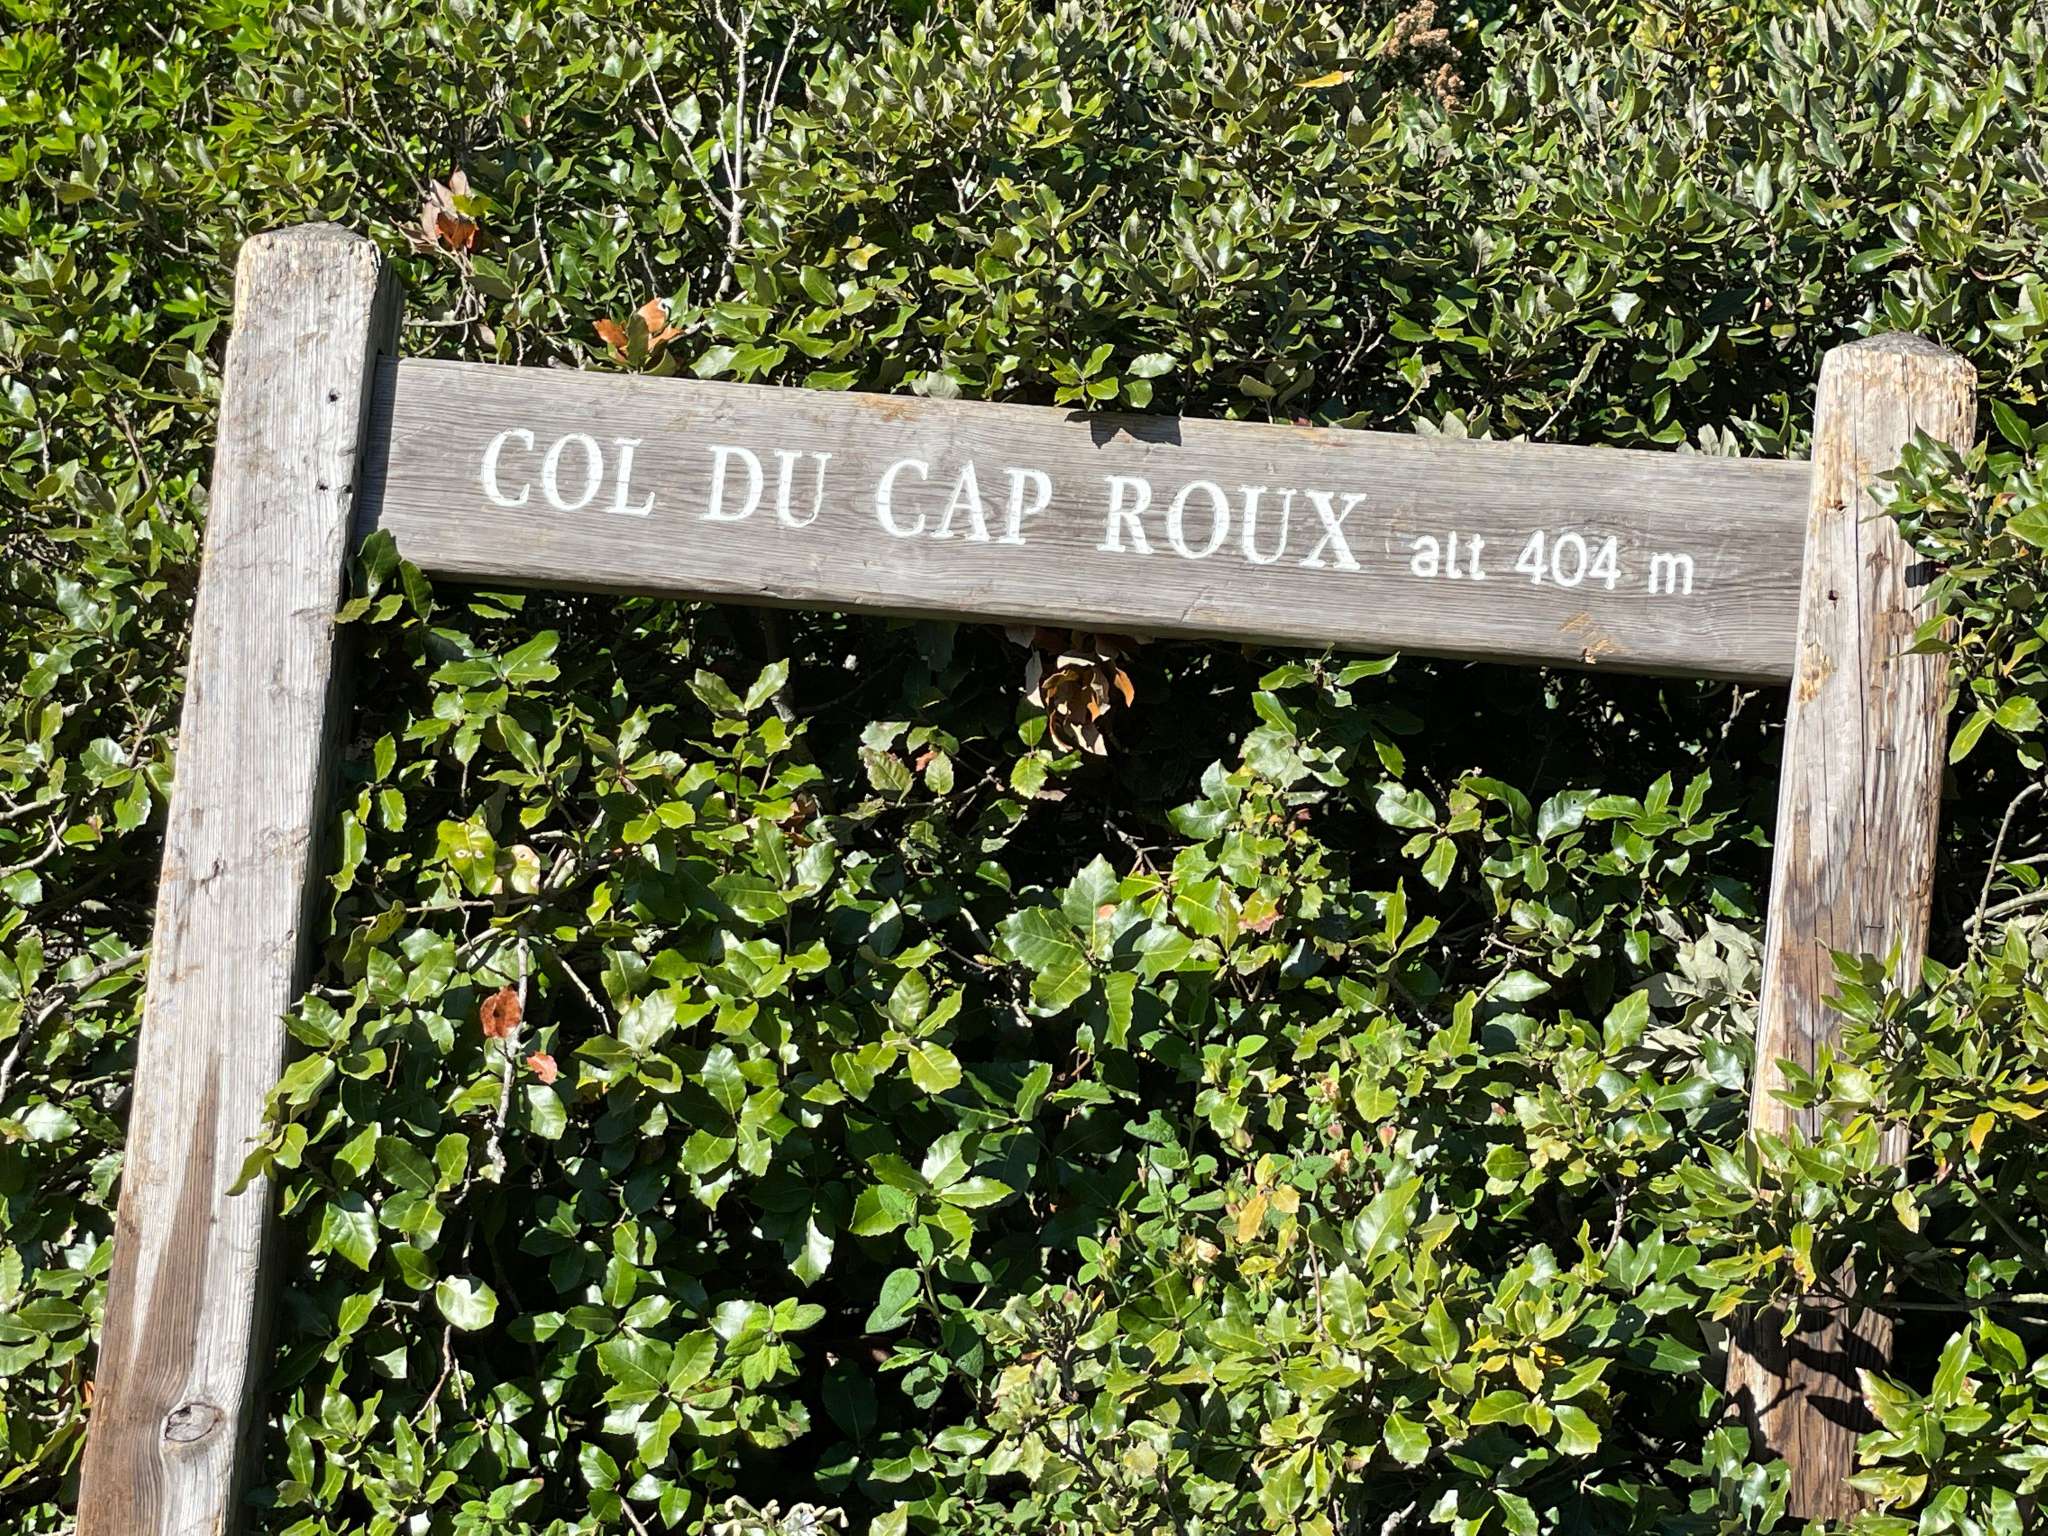 COL DU CAP ROUX alt 404 m